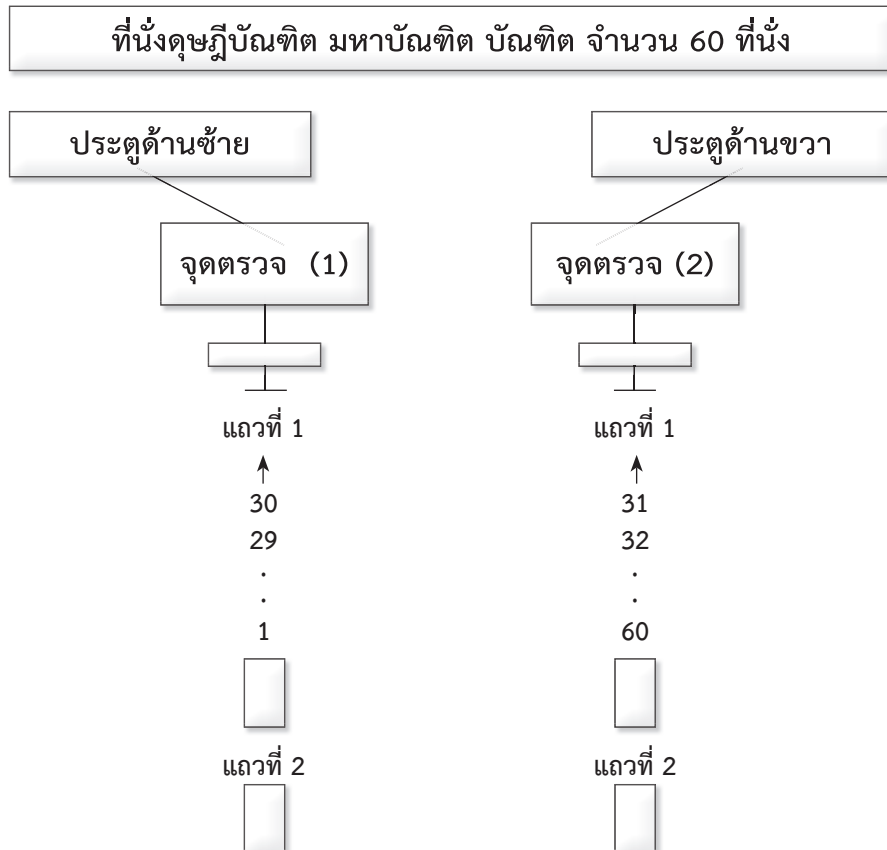 ที่นั่งดุษฎีบัณฑิต มหาบัณฑิต บัณฑิต จำนวน 60 ที่นั่ง
ประตูด้านซ้าย
ประตูด้านขวา
จุดตรวจ (1)
จุดตรวจ (2)
แถวที่ 1
แถวที่ 1
30
31
29
32
.
.
.
.
1
60
แถวที่ 2
แถวที่ 2